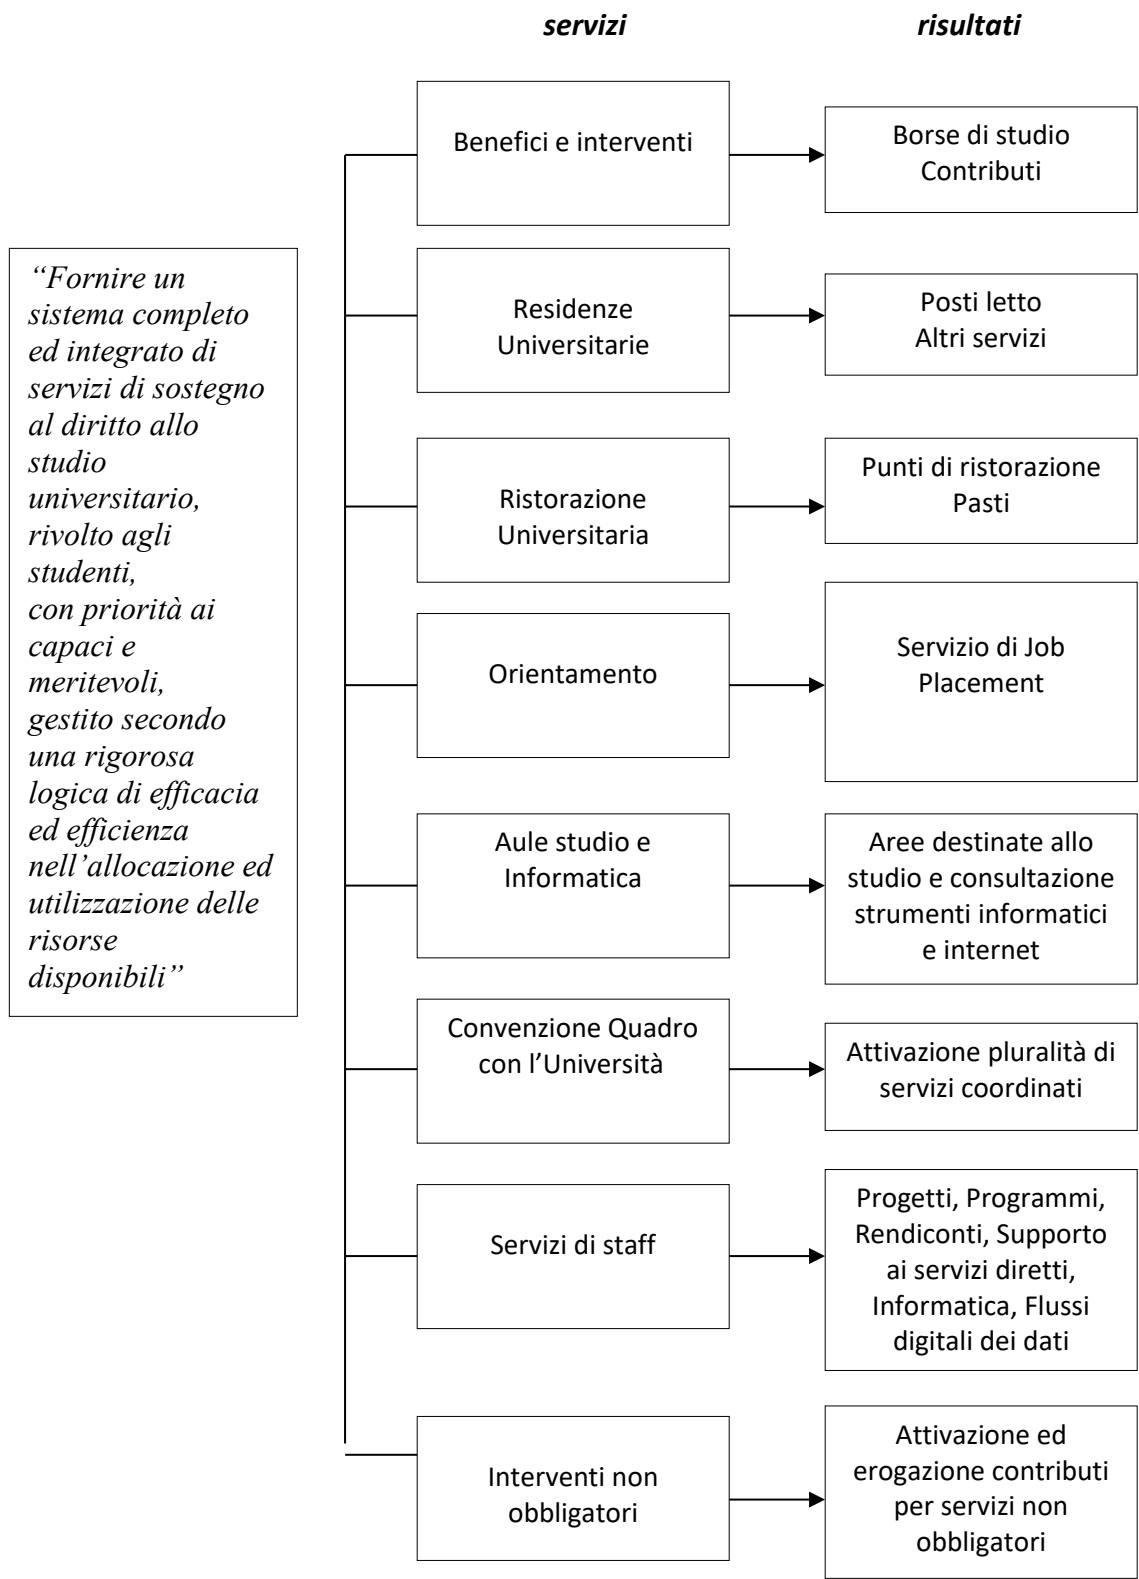 servizi
risultati
Benefici e interventi
Borse di studio
Contributi
“Fornire un
sistema completo
ed integrato di
servizi di sostegno
al diritto allo
studio
universitario,
rivolto agli
studenti,
con priorità ai
capaci e
meritevoli,
gestito secondo
una rigorosa
logica di efficacia
ed efficienza
nell’allocazione ed
utilizzazione delle
risorse
disponibili”
Residenze
Universitarie
Posti letto
Altri servizi
Ristorazione
Universitaria
Punti di ristorazione
Pasti
Orientamento
Servizio di Job
Placement
Aule studio e
Informatica
Aree destinate allo
studio e consultazione
strumenti informatici
e internet
Convenzione Quadro
con l’Università
Attivazione pluralità di
servizi coordinati
Servizi di staff
Progetti, Programmi,
Rendiconti, Supporto
ai servizi diretti,
Informatica, Flussi
digitali dei dati
Interventi non
obbligatori
Attivazione ed
erogazione contributi
per servizi non
obbligatori